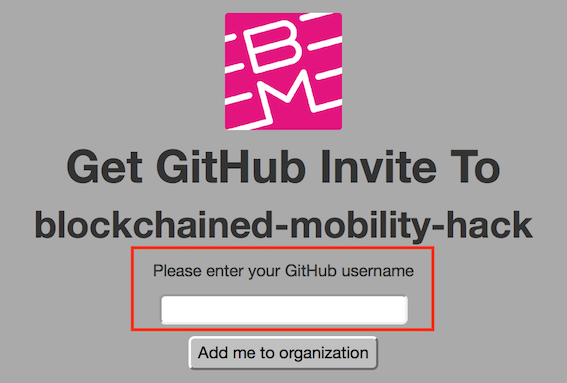 BM
Get GitHub Invite To
blockchained-mobility-hack
Please enter your GitHub username
Add me to organization